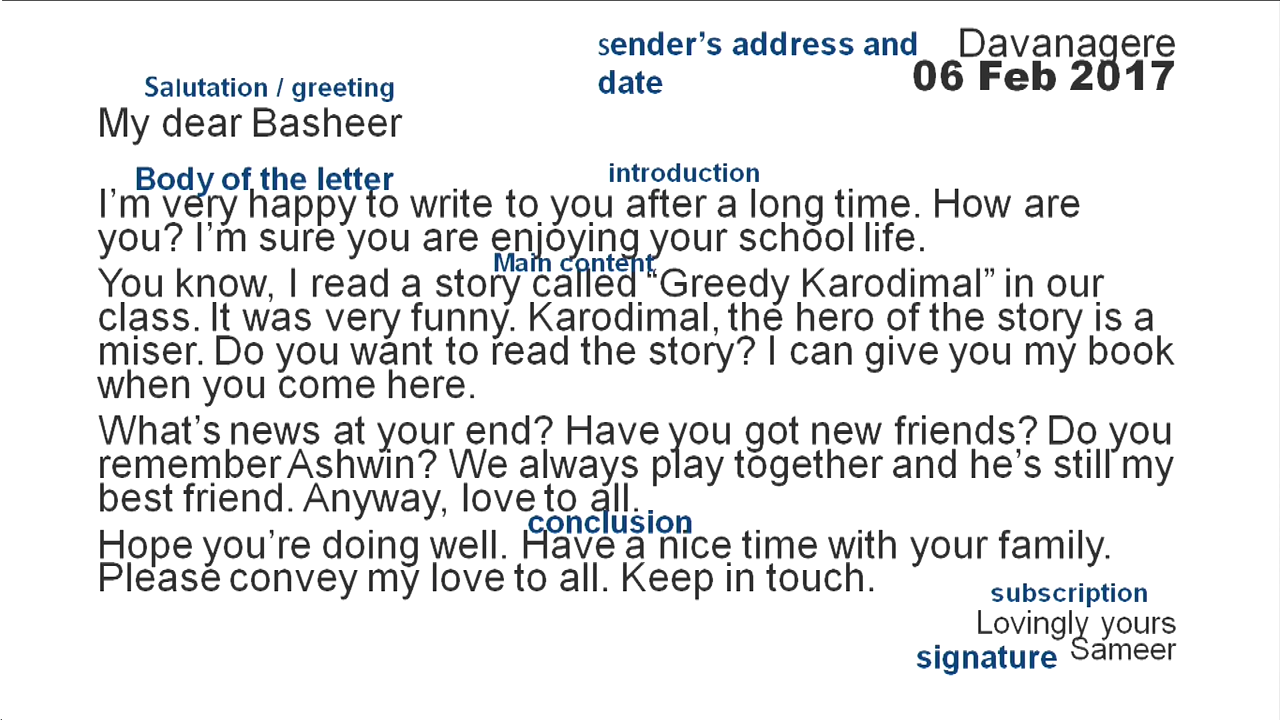 sender’s address and
date
Davanagere
06 Feb 2017
Salutation / greeting
My dear Basheer
Body of the letter
introduction
I’m very happy to write to you after a long time. How are
you? I’m sure you are enjoying your school life.
Main content
You know, I read a story called “Greedy Karodimal” in our
class. It was very funny. Karodimal, the hero of the story is a
miser. Do you want to read the story? I can give you my book
when you come here.
What’s news at your end? Have you got new friends? Do you
remember Ashwin? We always play together and he’s still my
best friend. Anyway, love to all.
conclusion
Hope you’re doing well. Have a nice time with your family.
Please convey my love to all. Keep in touch.
subscription
Lovingly yours
signature
Sameer